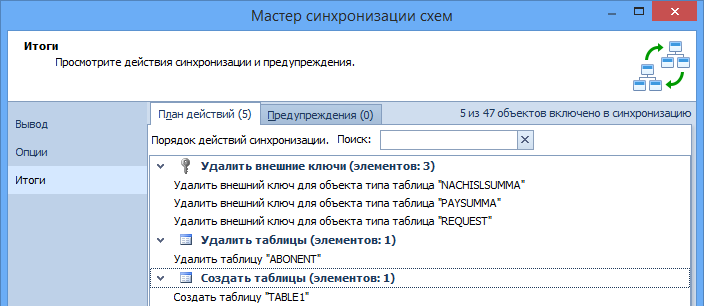 Мастер синхронизации схем
Итоги
Просмотрите действия синхронизации и предупреждения.
Вывод
Опции
Итоги
План действий (5) Предупреждения (0) 5 из 47 объектов включено в синхронизацию
Порядок действий синхронизации. Поиск:
Удалить внешние ключи (элементов: 3)
Удалить внешний ключ для объекта типа таблица "NACHISLSUMMA"
Удалить внешний ключ для объекта типа таблица "PAYSUMMA"
Удалить внешний ключ для объекта типа таблица "REQUEST"
Удалить таблицы (элементов: 1)
Удалить таблицу "ABONENT"
Создать таблицы (элементов: 1)
Создать таблицу "TABLE1"